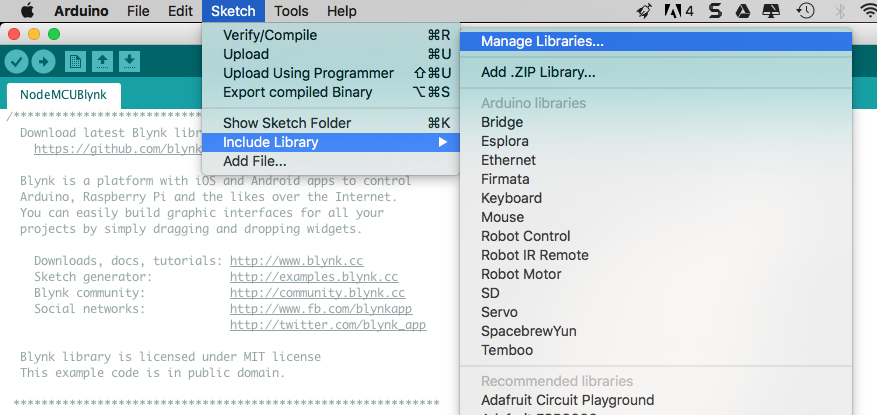 Arduino File Edit Sketch Tools Help 4
Verify/Compile ⌘R
Upload ⌘U
Upload Using Programmer ⇧⌘U
Export compiled Binary ⌥⌘S
Show Sketch Folder ⌘K
Include Library ▶
Add File...
Manage Libraries...
Add .ZIP Library...
Arduino libraries
Bridge
Esplora
Ethernet
Firmata
Keyboard
Mouse
Robot Control
Robot IR Remote
Robot Motor
SD
Servo
SpacebrewYun
Temboo
Recommended libraries
Adafruit Circuit Playground
NodeMCUBlynk
Download latest Blynk
https://github.com/blynk
Blynk is a platform with iOS and Android apps to control
Arduino, Raspberry Pi and the likes over the Internet.
You can easily build graphic interfaces for all your
projects by simply dragging and dropping widgets.
Downloads, docs, tutorials: http://www.blynk.cc
Sketch generator: http://examples.blynk.cc
Blynk community: http://community.blynk.cc
Social networks: http://www.fb.com/blynkapp
http://twitter.com/blynk_app
Blynk library is licensed under MIT license
This example code is in public domain.